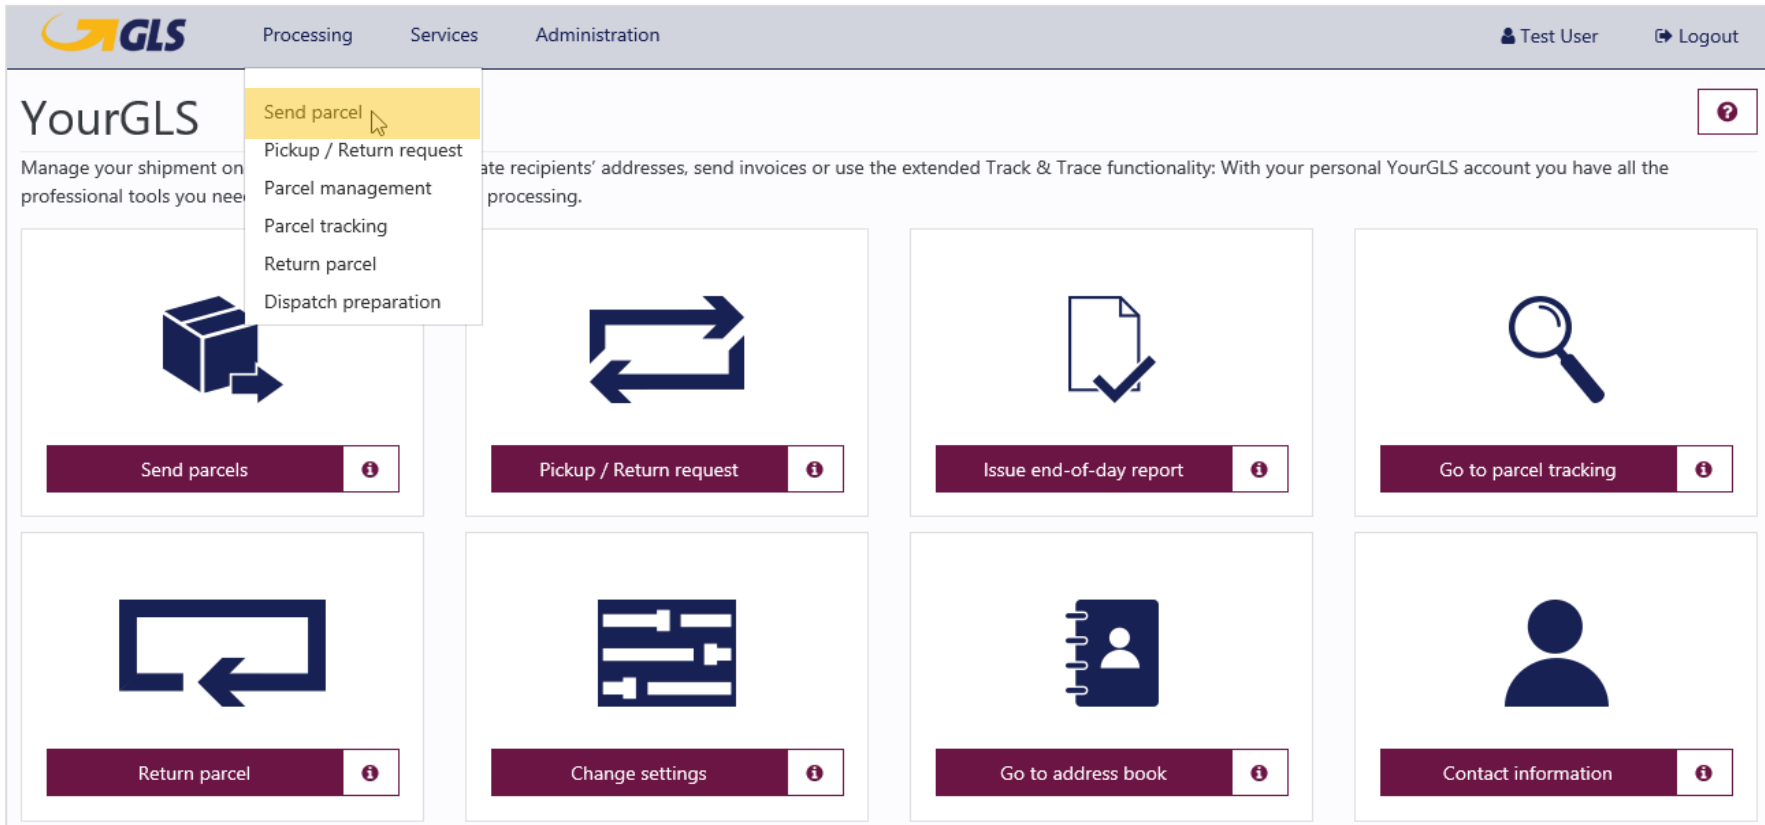 GLS Processing Services Administration Test User Logout
YourGLS
Send parcel
Pickup / Return request
Parcel management
Parcel tracking
Return parcel
Dispatch preparation
Manage your shipment on ate recipients' addresses, send invoices or use the extended Track & Trace functionality: With your personal YourGLS account you have all the
professional tools you nee processing.
Send parcels
Pickup / Return request
Issue end-of-day report
Go to parcel tracking
Return parcel
Change settings
Go to address book
Contact information